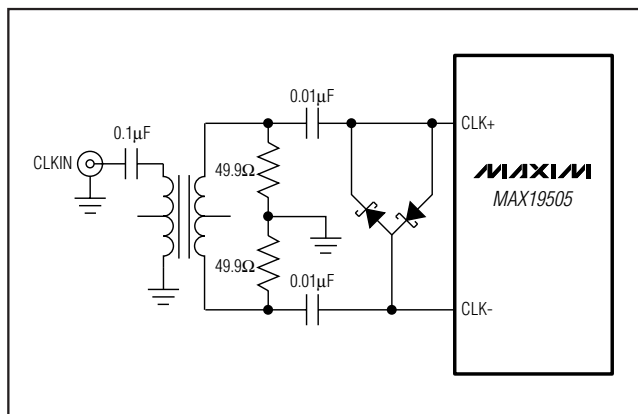 0.01μF
0.1μF
CLK+
CLKIN
49.9Ω
MAXIM
MAX19505
49.9Ω
0.01μF
CLK-